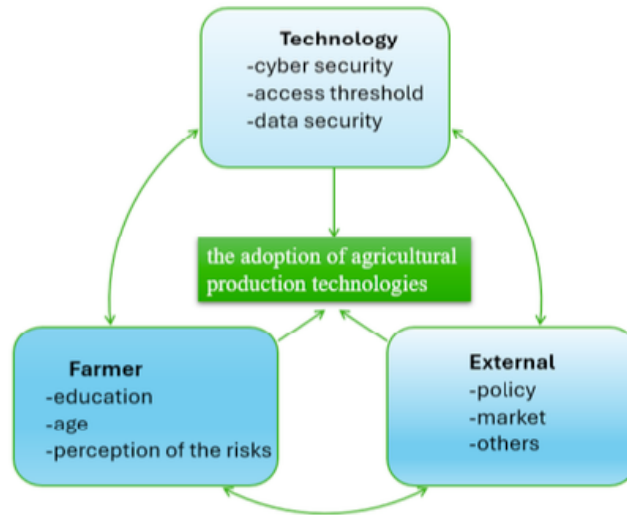 Technology
-cyber security
-access threshold
-data security
the adoption of agricultural
production technologies
Farmer
-education
-age
-perception of the risks
External
-policy
-market
-others